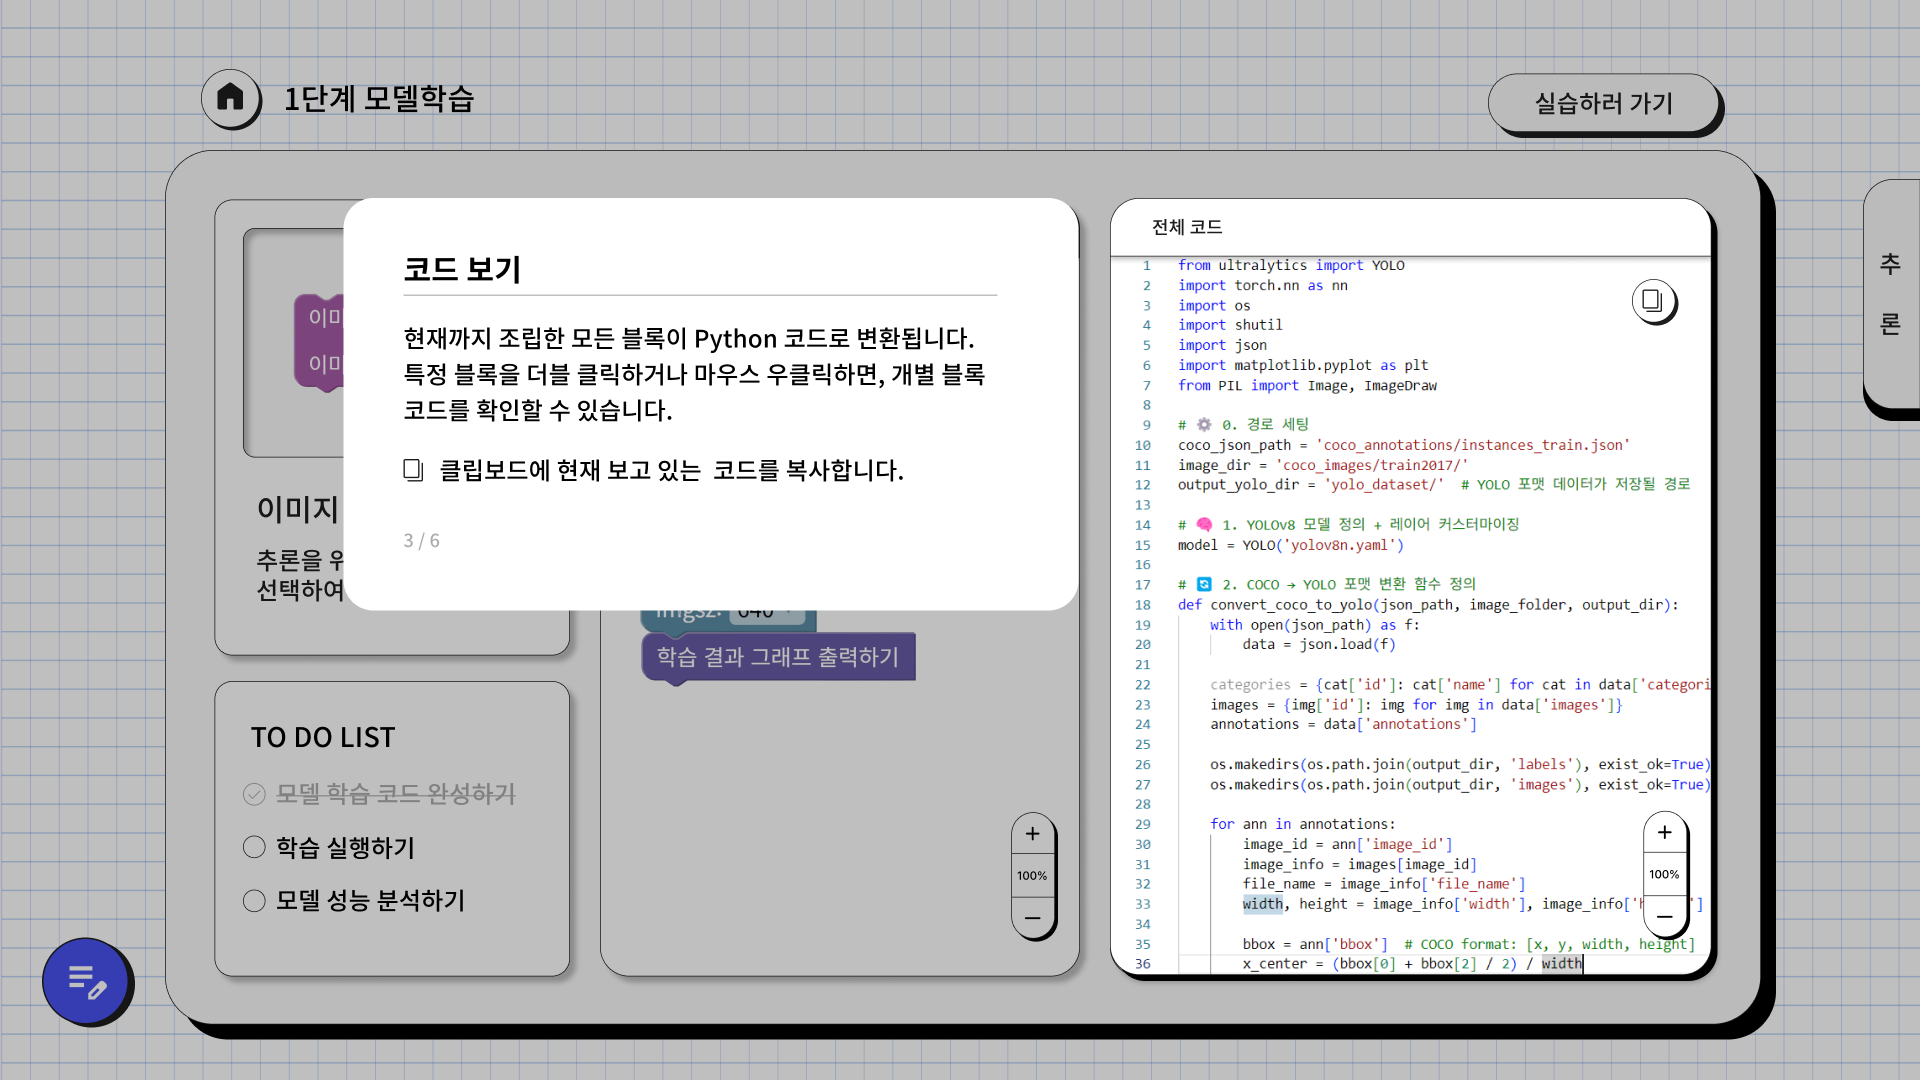 1단계 모델학습
실습하러 가기
추
론
이미
이미
이미지
추론을 위
선택하여
코드 보기
현재까지 조립한 모든 블록이 Python 코드로 변환됩니다.
특정 블록을 더블 클릭하거나 마우스 우클릭하면, 개별 블록
코드를 확인할 수 있습니다.
클립보드에 현재 보고 있는 코드를 복사합니다.
3 / 6
imgsz: 640
학습 결과 그래프 출력하기
TO DO LIST
모델 학습 코드 완성하기
학습 실행하기
모델 성능 분석하기
+
100%
–
전체 코드
1 from ultralytics import YOLO
2 import torch.nn as nn
3 import os
4 import shutil
5 import json
6 import matplotlib.pyplot as plt
7 from PIL import Image, ImageDraw
8
9 # ⚙️ 0. 경로 세팅
10 coco_json_path = 'coco_annotations/instances_train.json'
11 image_dir = 'coco_images/train2017/'
12 output_yolo_dir = 'yolo_dataset/'  # YOLO 포맷 데이터가 저장될 경로
13
14 # 🧠 1. YOLOv8 모델 정의 + 레이어 커스터마이징
15 model = YOLO('yolov8n.yaml')
16
17 # 🔄 2. COCO → YOLO 포맷 변환 함수 정의
18 def convert_coco_to_yolo(json_path, image_folder, output_dir):
19     with open(json_path) as f:
20         data = json.load(f)
21
22     categories = {cat['id']: cat['name'] for cat in data['categori
23     images = {img['id']: img for img in data['images']}
24     annotations = data['annotations']
25
26     os.makedirs(os.path.join(output_dir, 'labels'), exist_ok=True)
27     os.makedirs(os.path.join(output_dir, 'images'), exist_ok=True)
28
29     for ann in annotations:
30         image_id = ann['image_id']
31         image_info = images[image_id]
32         file_name = image_info['file_name']
33         width, height = image_info['width'], image_info['h ']
34
35         bbox = ann['bbox']  # COCO format: [x, y, width, height]
36         x_center = (bbox[0] + bbox[2] / 2) / width
+
100%
–